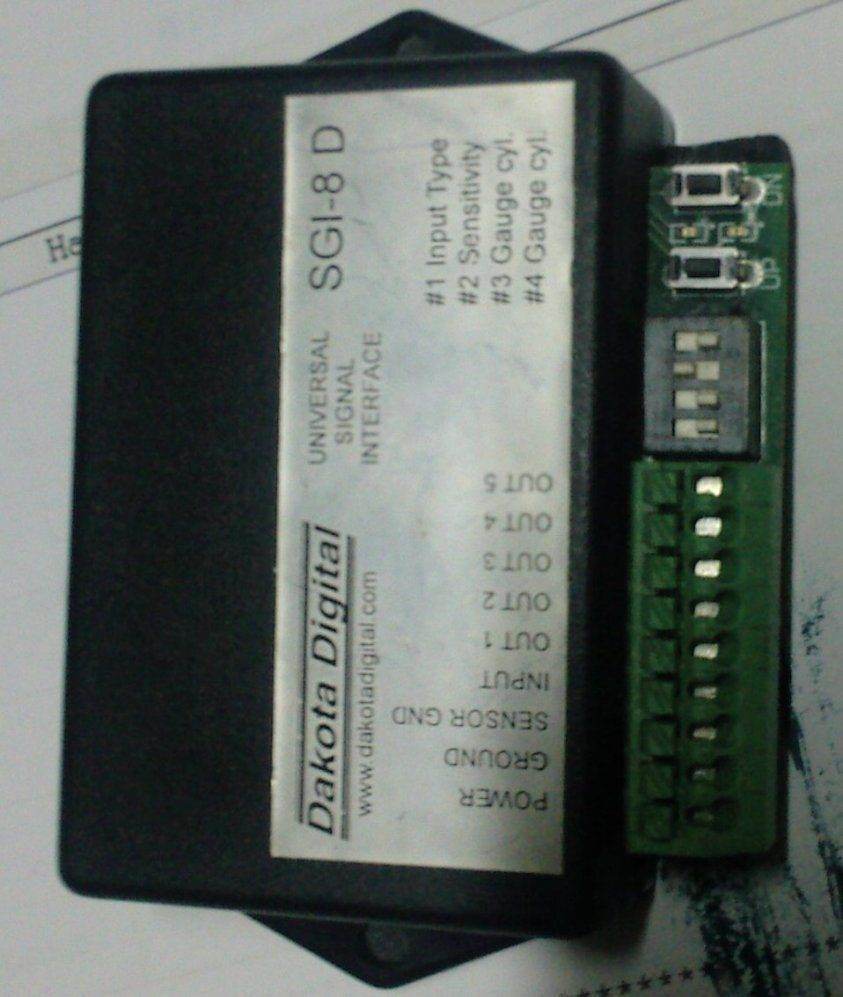 Dakota Digital
www.dakotadigital.com
UNIVERSAL
SIGNAL
INTERFACE
SGI-8 D
#1 Input Type
#2 Sensitivity
#3 Gauge cyl.
#4 Gauge cyl.
POWER
GROUND
SENSOR GND
INPUT
OUT 1
OUT 2
OUT 3
OUT 4
OUT 5
UP
DN